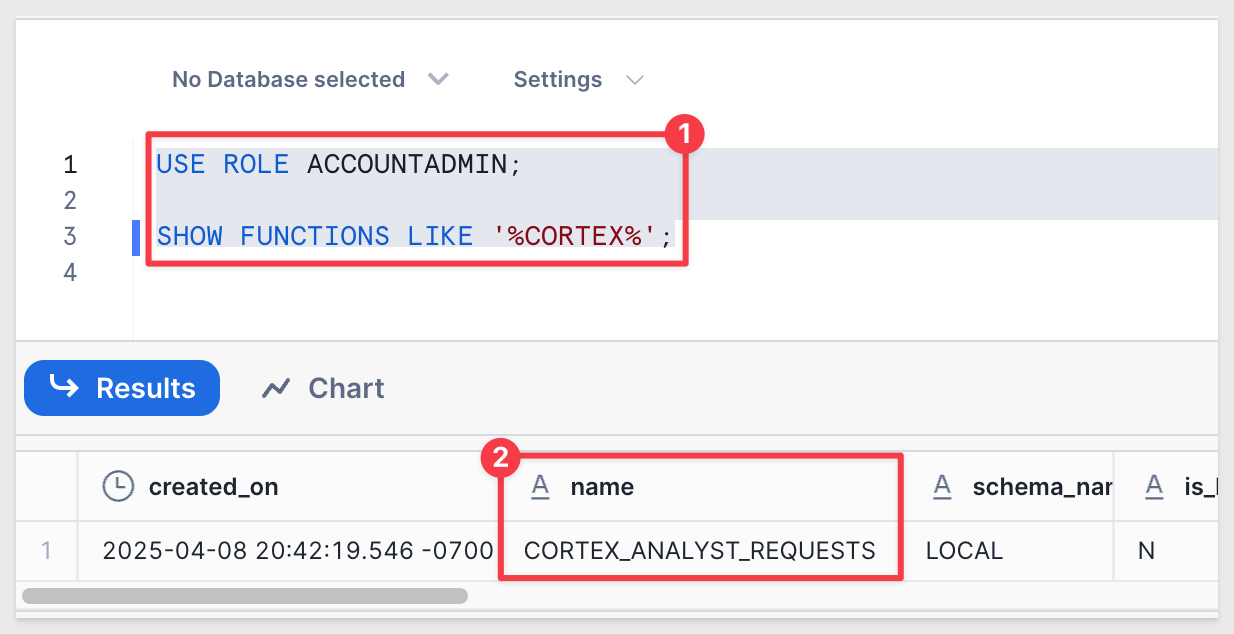 No Database selected Settings
1
1 USE ROLE ACCOUNTADMIN;
2
3 SHOW FUNCTIONS LIKE '%CORTEX%';
4
Results Chart
2
created_on A name A schema_nar A is_
1 2025-04-08 20:42:19.546 -0700 CORTEX_ANALYST_REQUESTS LOCAL N